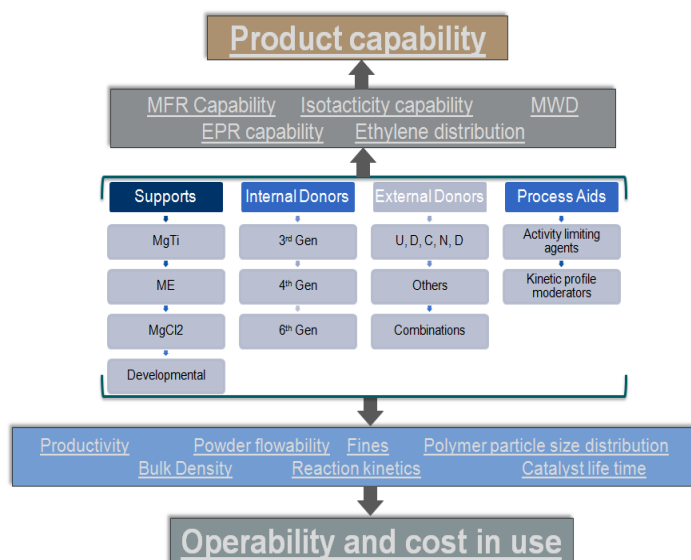 Product capability
MFR Capability Isotacticity capability MWD
EPR capability Ethylene distribution
Supports Internal Donors External Donors Process Aids
MgTi 3rd Gen U, D, C, N, D Activity limiting
agents
ME 4th Gen Others Kinetic profile
moderators
MgCl2 6th Gen Combinations
Developmental
Productivity Powder flowability Fines Polymer particle size distribution
Bulk Density Reaction kinetics Catalyst life time
Operability and cost in use